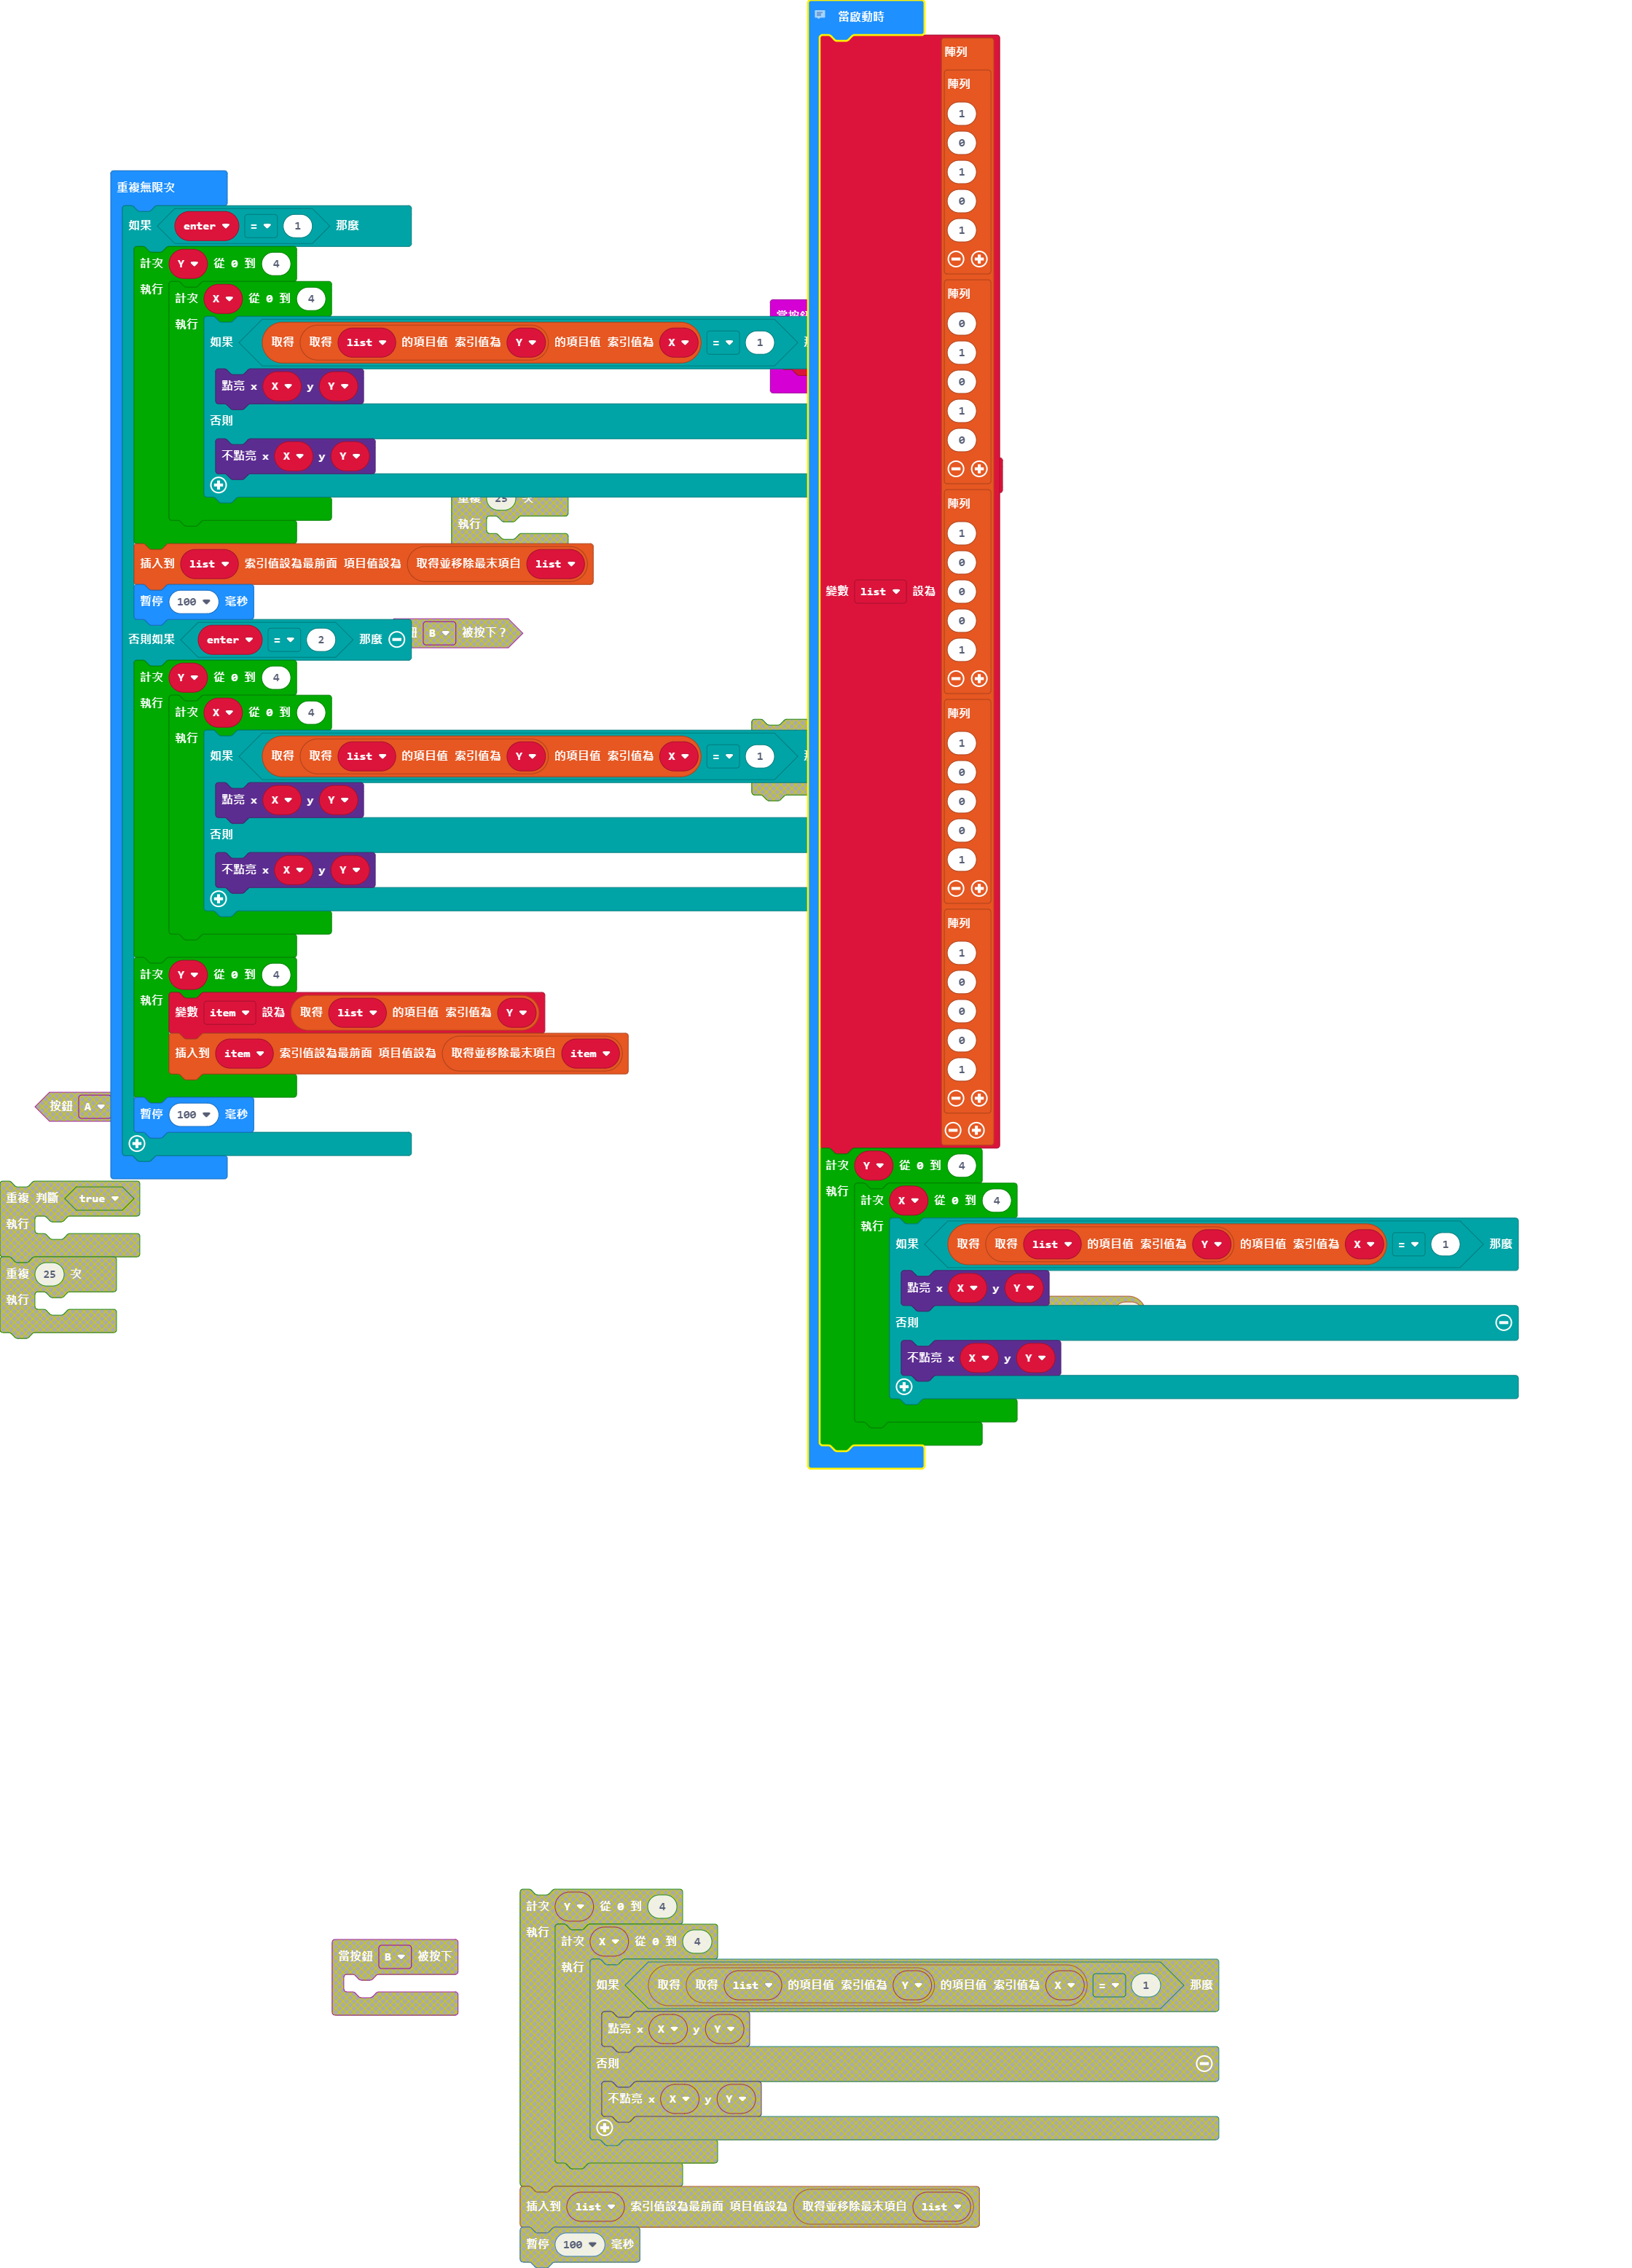 當啟動時
變數 list 設為
陣列
陣列
1
0
1
0
1
陣列
0
1
0
1
0
陣列
1
0
0
0
1
陣列
1
0
0
0
1
陣列
1
0
0
0
1
計次 Y 從 0 到 4
執行
計次 X 從 0 到 4
執行
如果 取得 取得 list 的項目值 索引值為 Y 的項目值 索引值為 X = 1 那麼
點亮 x X y Y
否則
不點亮 x X y Y
重複無限次
如果 enter = 1 那麼
計次 Y 從 0 到 4
執行
計次 X 從 0 到 4
執行
如果 取得 取得 list 的項目值 索引值為 Y 的項目值 索引值為 X = 1
點亮 x X y Y
否則
不點亮 x X y Y
插入到 list 索引值設為最前面 項目值設為 取得並移除最末項自 list
暫停 100 毫秒
否則如果 enter = 2 那麼
計次 Y 從 0 到 4
執行
計次 X 從 0 到 4
執行
如果 取得 取得 list 的項目值 索引值為 Y 的項目值 索引值為 X = 1
點亮 x X y Y
否則
不點亮 x X y Y
計次 Y 從 0 到 4
執行
變數 item 設為 取得 list 的項目值 索引值為 Y
插入到 item 索引值設為最前面 項目值設為 取得並移除最末項自 item
暫停 100 毫秒
重複 25 次
執行
B 被按下？
按鈕 A
重複 判斷 true
執行
重複 25 次
執行
當按鈕 B 被按下
計次 Y 從 0 到 4
執行
計次 X 從 0 到 4
執行
如果 取得 取得 list 的項目值 索引值為 Y 的項目值 索引值為 X = 1 那麼
點亮 x X y Y
否則
不點亮 x X y Y
插入到 list 索引值設為最前面 項目值設為 取得並移除最末項自 list
暫停 100 毫秒